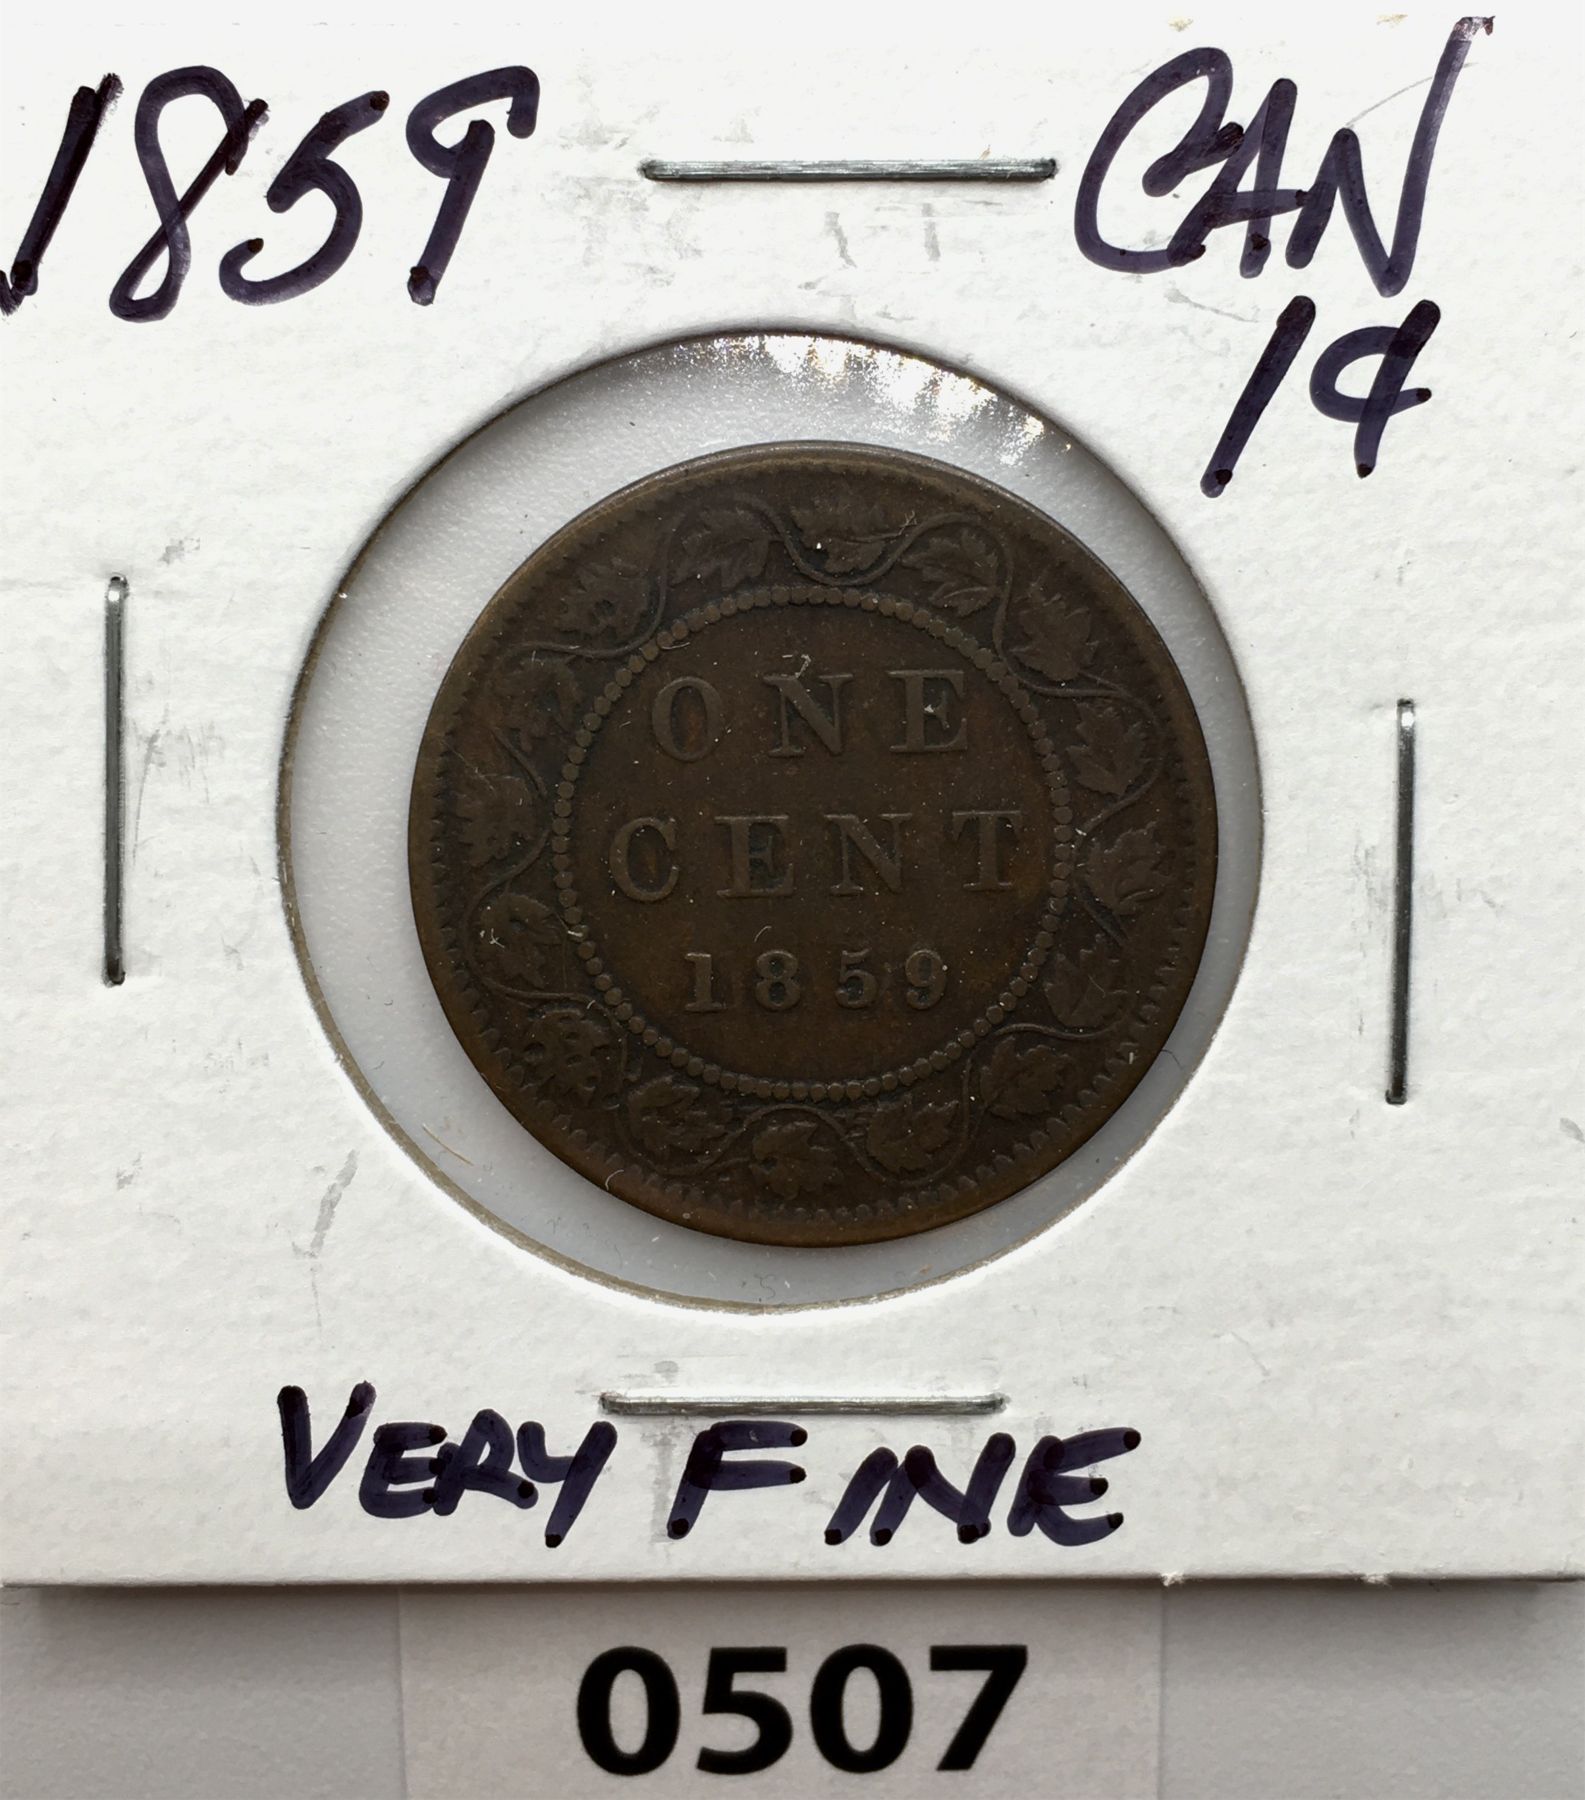 1859 CAN
1¢
ONE
CENT
1859
VERY FINE
0507